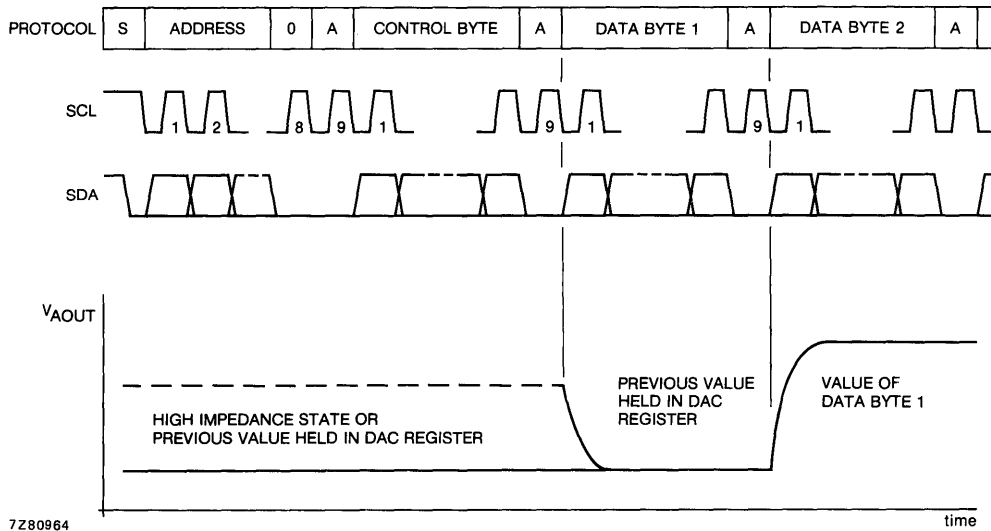 PROTOCOL S ADDRESS 0 A CONTROL BYTE A DATA BYTE 1 A DATA BYTE 2 A
SCL 1 2 8 9 1 9 1 9 1
SDA
VAOUT
HIGH IMPEDANCE STATE OR
PREVIOUS VALUE HELD IN DAC REGISTER
PREVIOUS VALUE
HELD IN DAC
REGISTER
VALUE OF
DATA BYTE 1
7Z80964
time